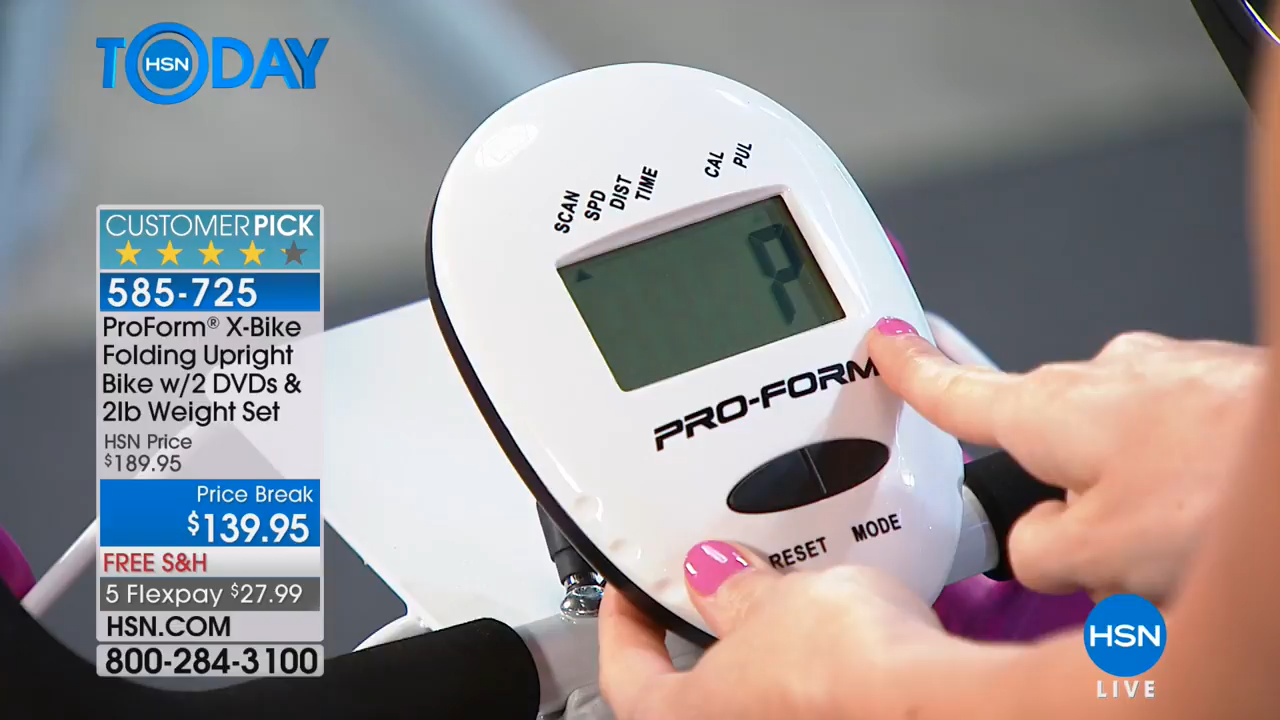 TODAY
HSN
CUSTOMER PICK
585-725
ProForm® X-Bike
Folding Upright
Bike w/2 DVDs &
2lb Weight Set
HSN Price
$189.95
Price Break
$139.95
FREE S&H
5 Flexpay $27.99
HSN.COM
800-284-3100
SCAN
SPD
DIST
TIME
CAL
PUL
P
PRO-FORM
RESET
MODE
HSN
LIVE